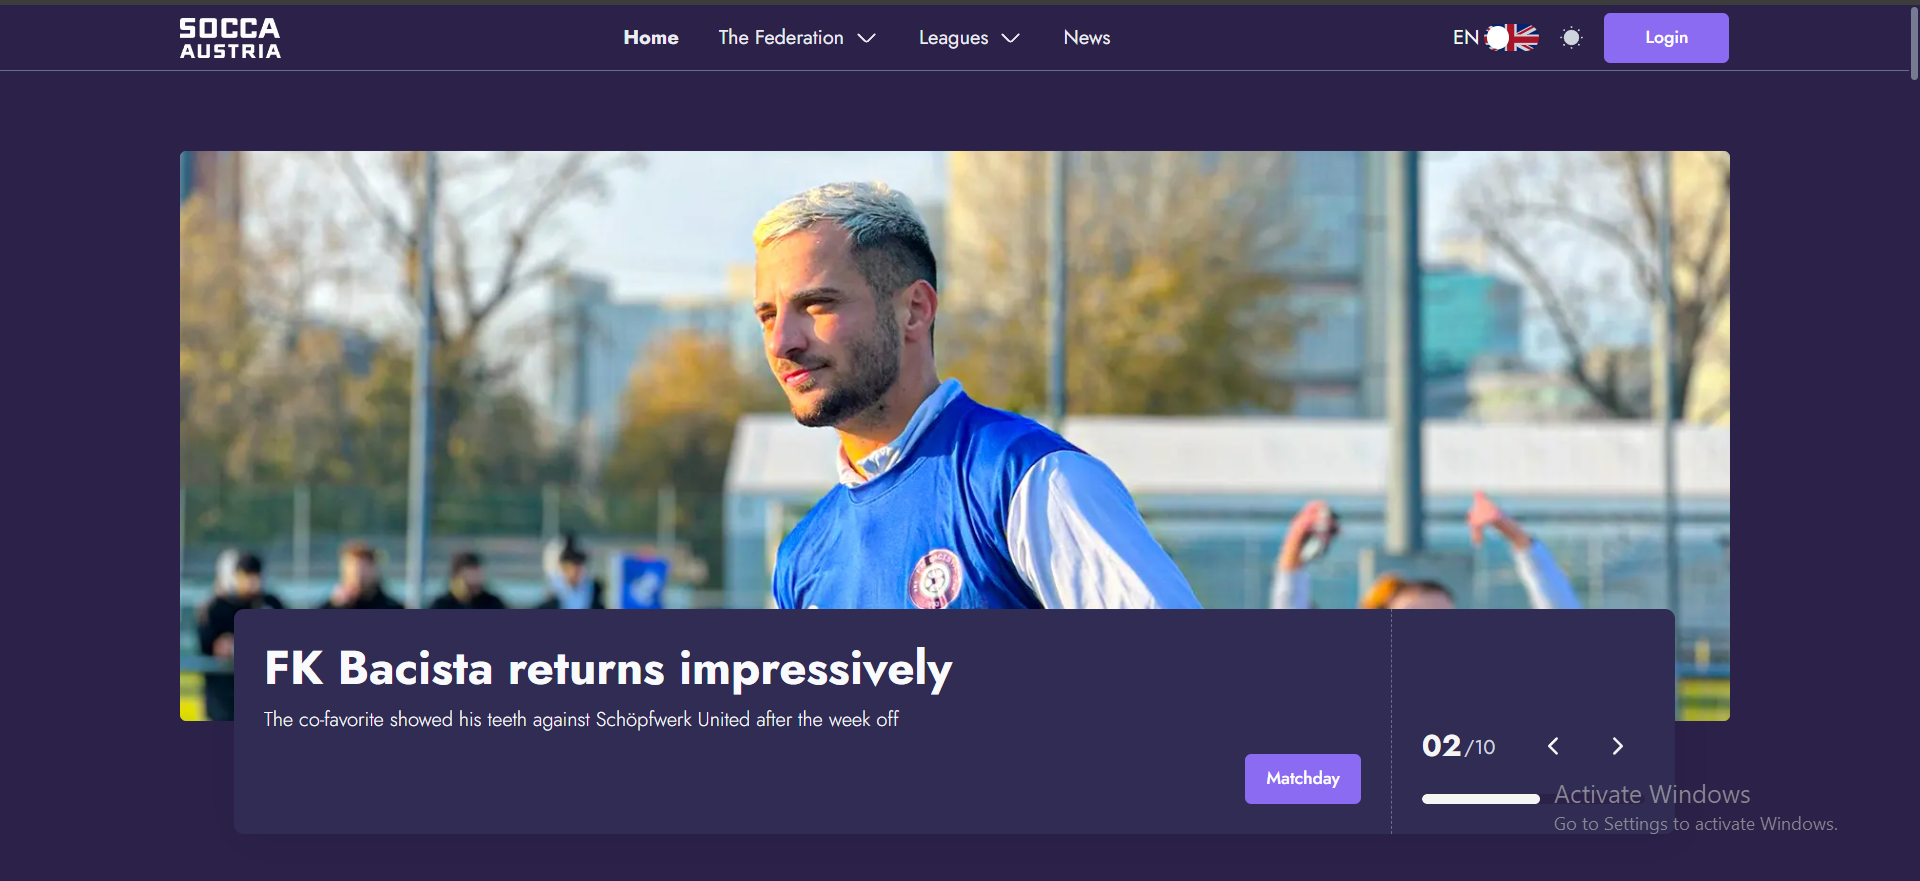 SOCCA
AUSTRIA
Home
The Federation
Leagues
News
EN
Login
FK Bacista returns impressively
The co-favorite showed his teeth against Schöpfwerk United after the week off
Matchday
02/10
Activate Windows
Go to Settings to activate Windows.